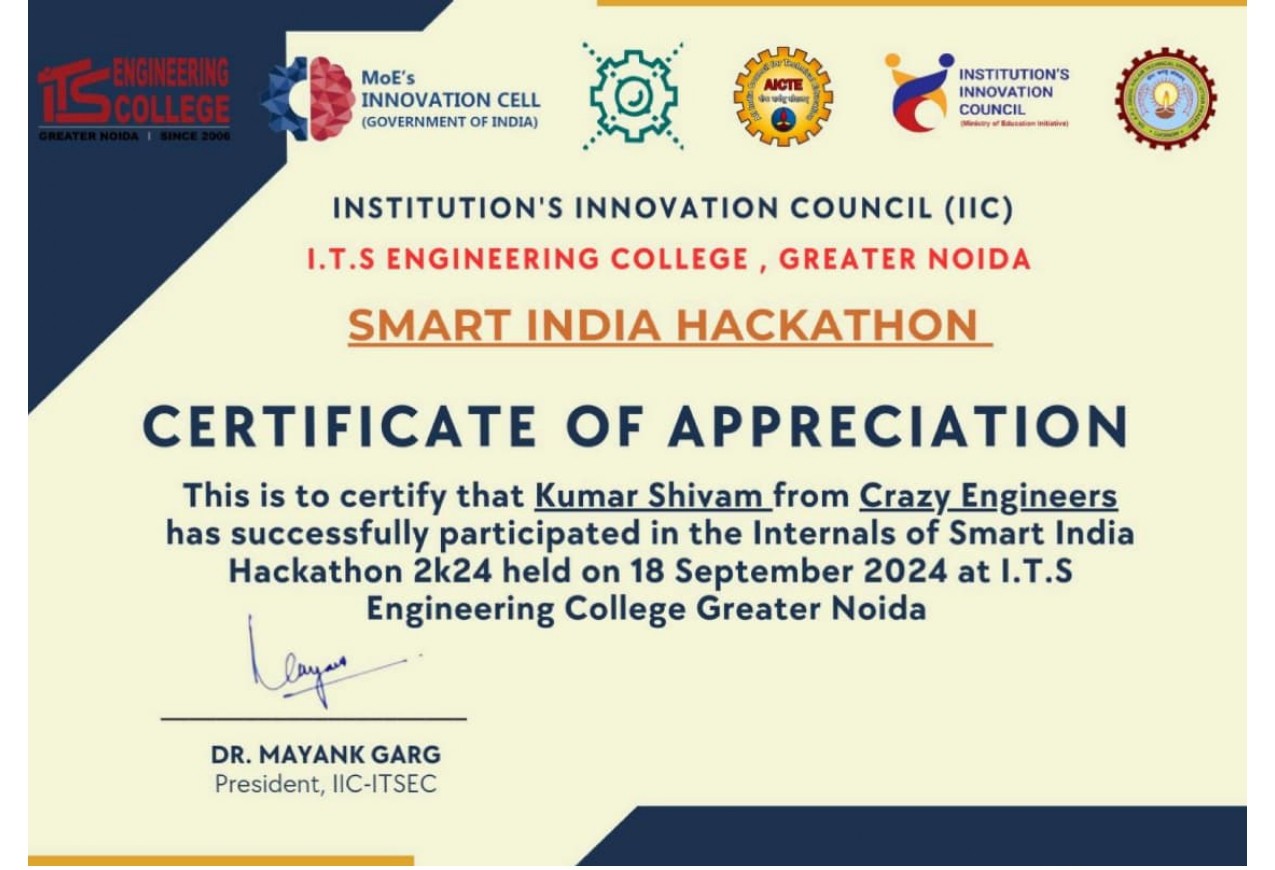 ITS ENGINEERING COLLEGE
GREATER NOIDA | SINCE 2006
MoE's
INNOVATION CELL
(GOVERNMENT OF INDIA)
AICTE
INSTITUTION'S
INNOVATION
COUNCIL
(Ministry of Education Initiative)
INSTITUTION'S INNOVATION COUNCIL (IIC)
I.T.S ENGINEERING COLLEGE , GREATER NOIDA
SMART INDIA HACKATHON
CERTIFICATE OF APPRECIATION
This is to certify that Kumar Shivam from Crazy Engineers
has successfully participated in the Internals of Smart India
Hackathon 2k24 held on 18 September 2024 at I.T.S
Engineering College Greater Noida
DR. MAYANK GARG
President, IIC-ITSEC